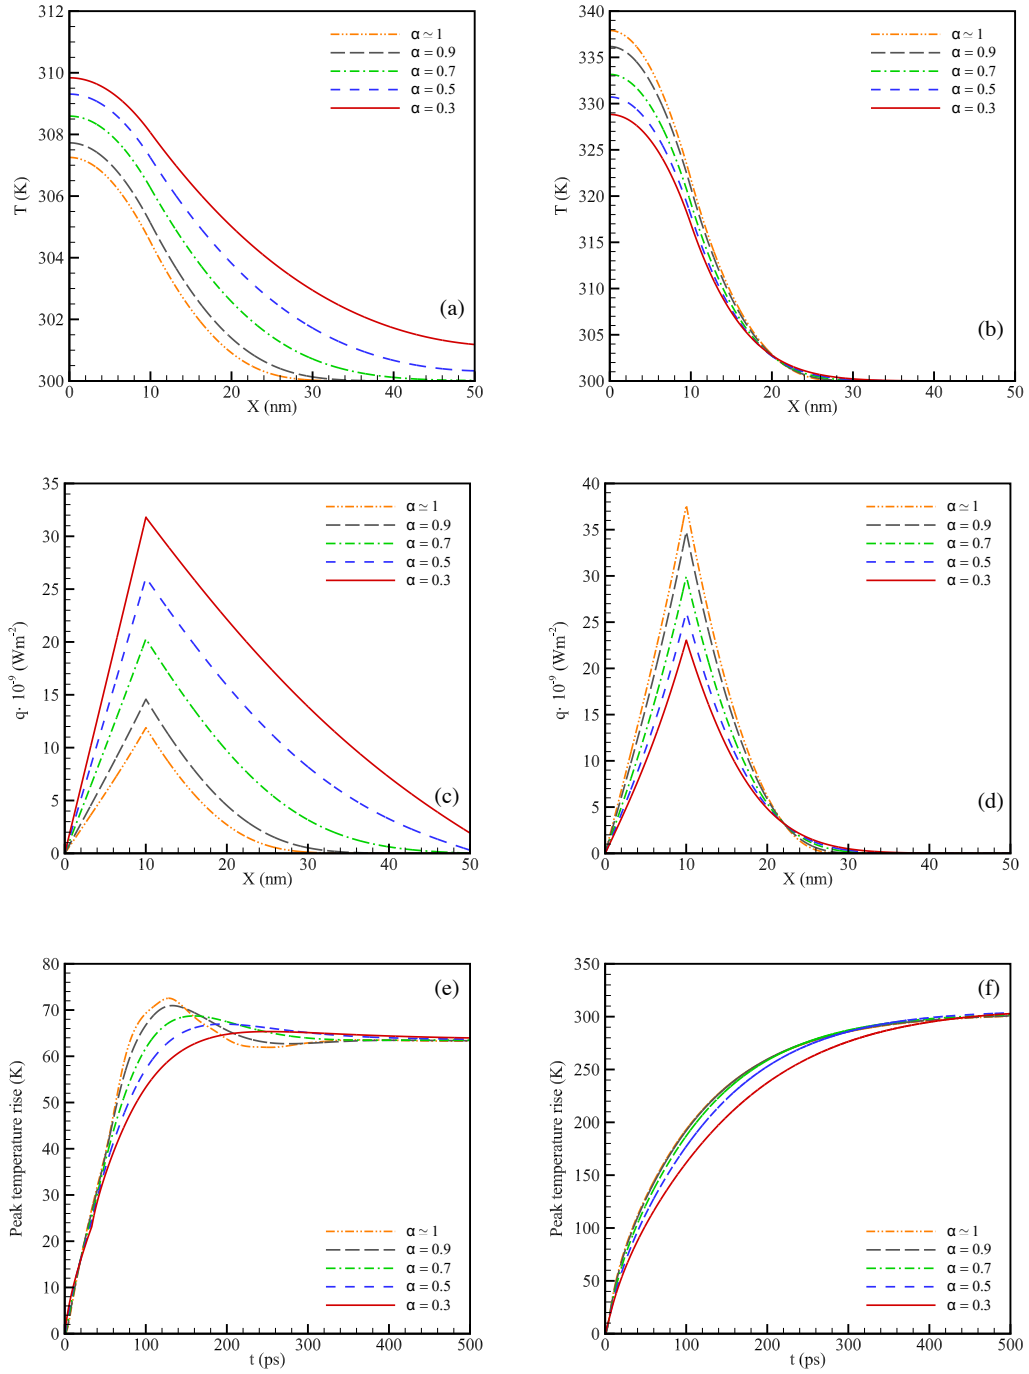 312
310
308
306
304
302
300
T (K)
0 10 20 30 40 50
X (nm)
α ≃ 1
α = 0.9
α = 0.7
α = 0.5
α = 0.3
(a)
340
335
330
325
320
315
310
305
300
T (K)
0 10 20 30 40 50
X (nm)
α ≃ 1
α = 0.9
α = 0.7
α = 0.5
α = 0.3
(b)
35
30
25
20
15
10
5
0
q· 10⁻⁹ (Wm⁻²)
0 10 20 30 40 50
X (nm)
α ≃ 1
α = 0.9
α = 0.7
α = 0.5
α = 0.3
(c)
40
35
30
25
20
15
10
5
0
q· 10⁻⁹ (Wm⁻²)
0 10 20 30 40 50
X (nm)
α ≃ 1
α = 0.9
α = 0.7
α = 0.5
α = 0.3
(d)
80
70
60
50
40
30
20
10
0
Peak temperature rise (K)
0 100 200 300 400 500
t (ps)
(e)
α ≃ 1
α = 0.9
α = 0.7
α = 0.5
α = 0.3
350
300
250
200
150
100
50
0
Peak temperature rise (K)
0 100 200 300 400 500
t (ps)
(f)
α ≃ 1
α = 0.9
α = 0.7
α = 0.5
α = 0.3